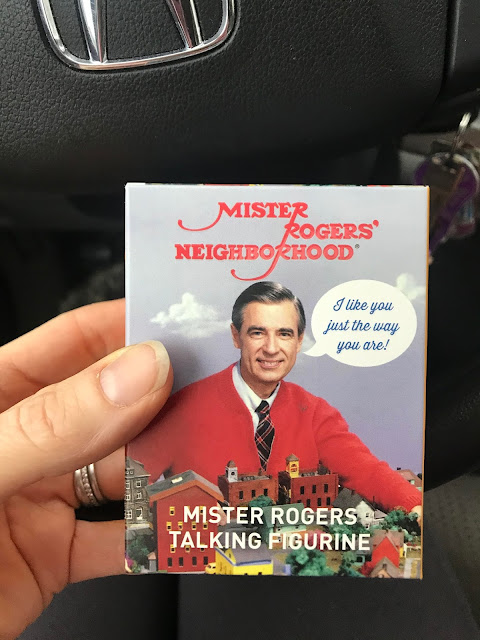 MISTER
ROGERS'
NEIGHBORHOOD®
I like you
just the way
you are!
MISTER ROGERS
TALKING FIGURINE